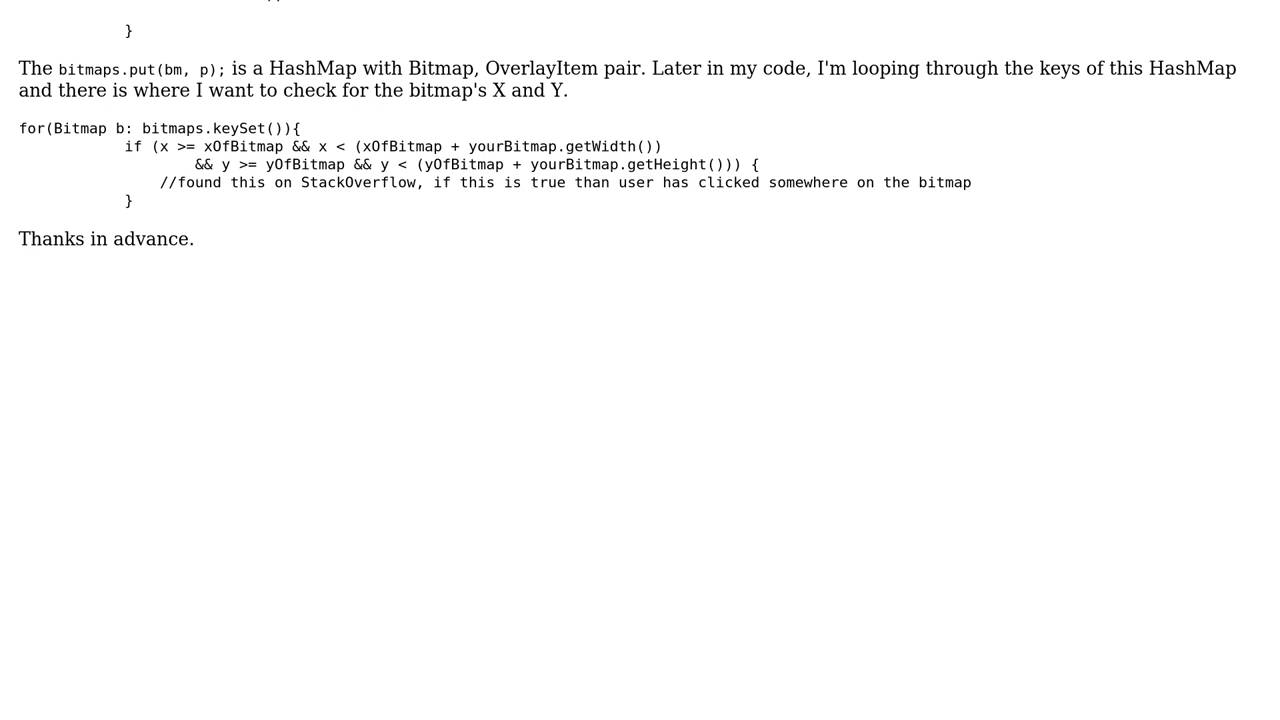 }
The bitmaps.put(bm, p); is a HashMap with Bitmap, OverlayItem pair. Later in my code, I'm looping through the keys of this HashMap
and there is where I want to check for the bitmap's X and Y.
for(Bitmap b: bitmaps.keySet()){
if (x >= xOfBitmap && x < (xOfBitmap + yourBitmap.getWidth())
&& y >= yOfBitmap && y < (yOfBitmap + yourBitmap.getHeight())) {
//found this on StackOverflow, if this is true than user has clicked somewhere on the bitmap
}
Thanks in advance.